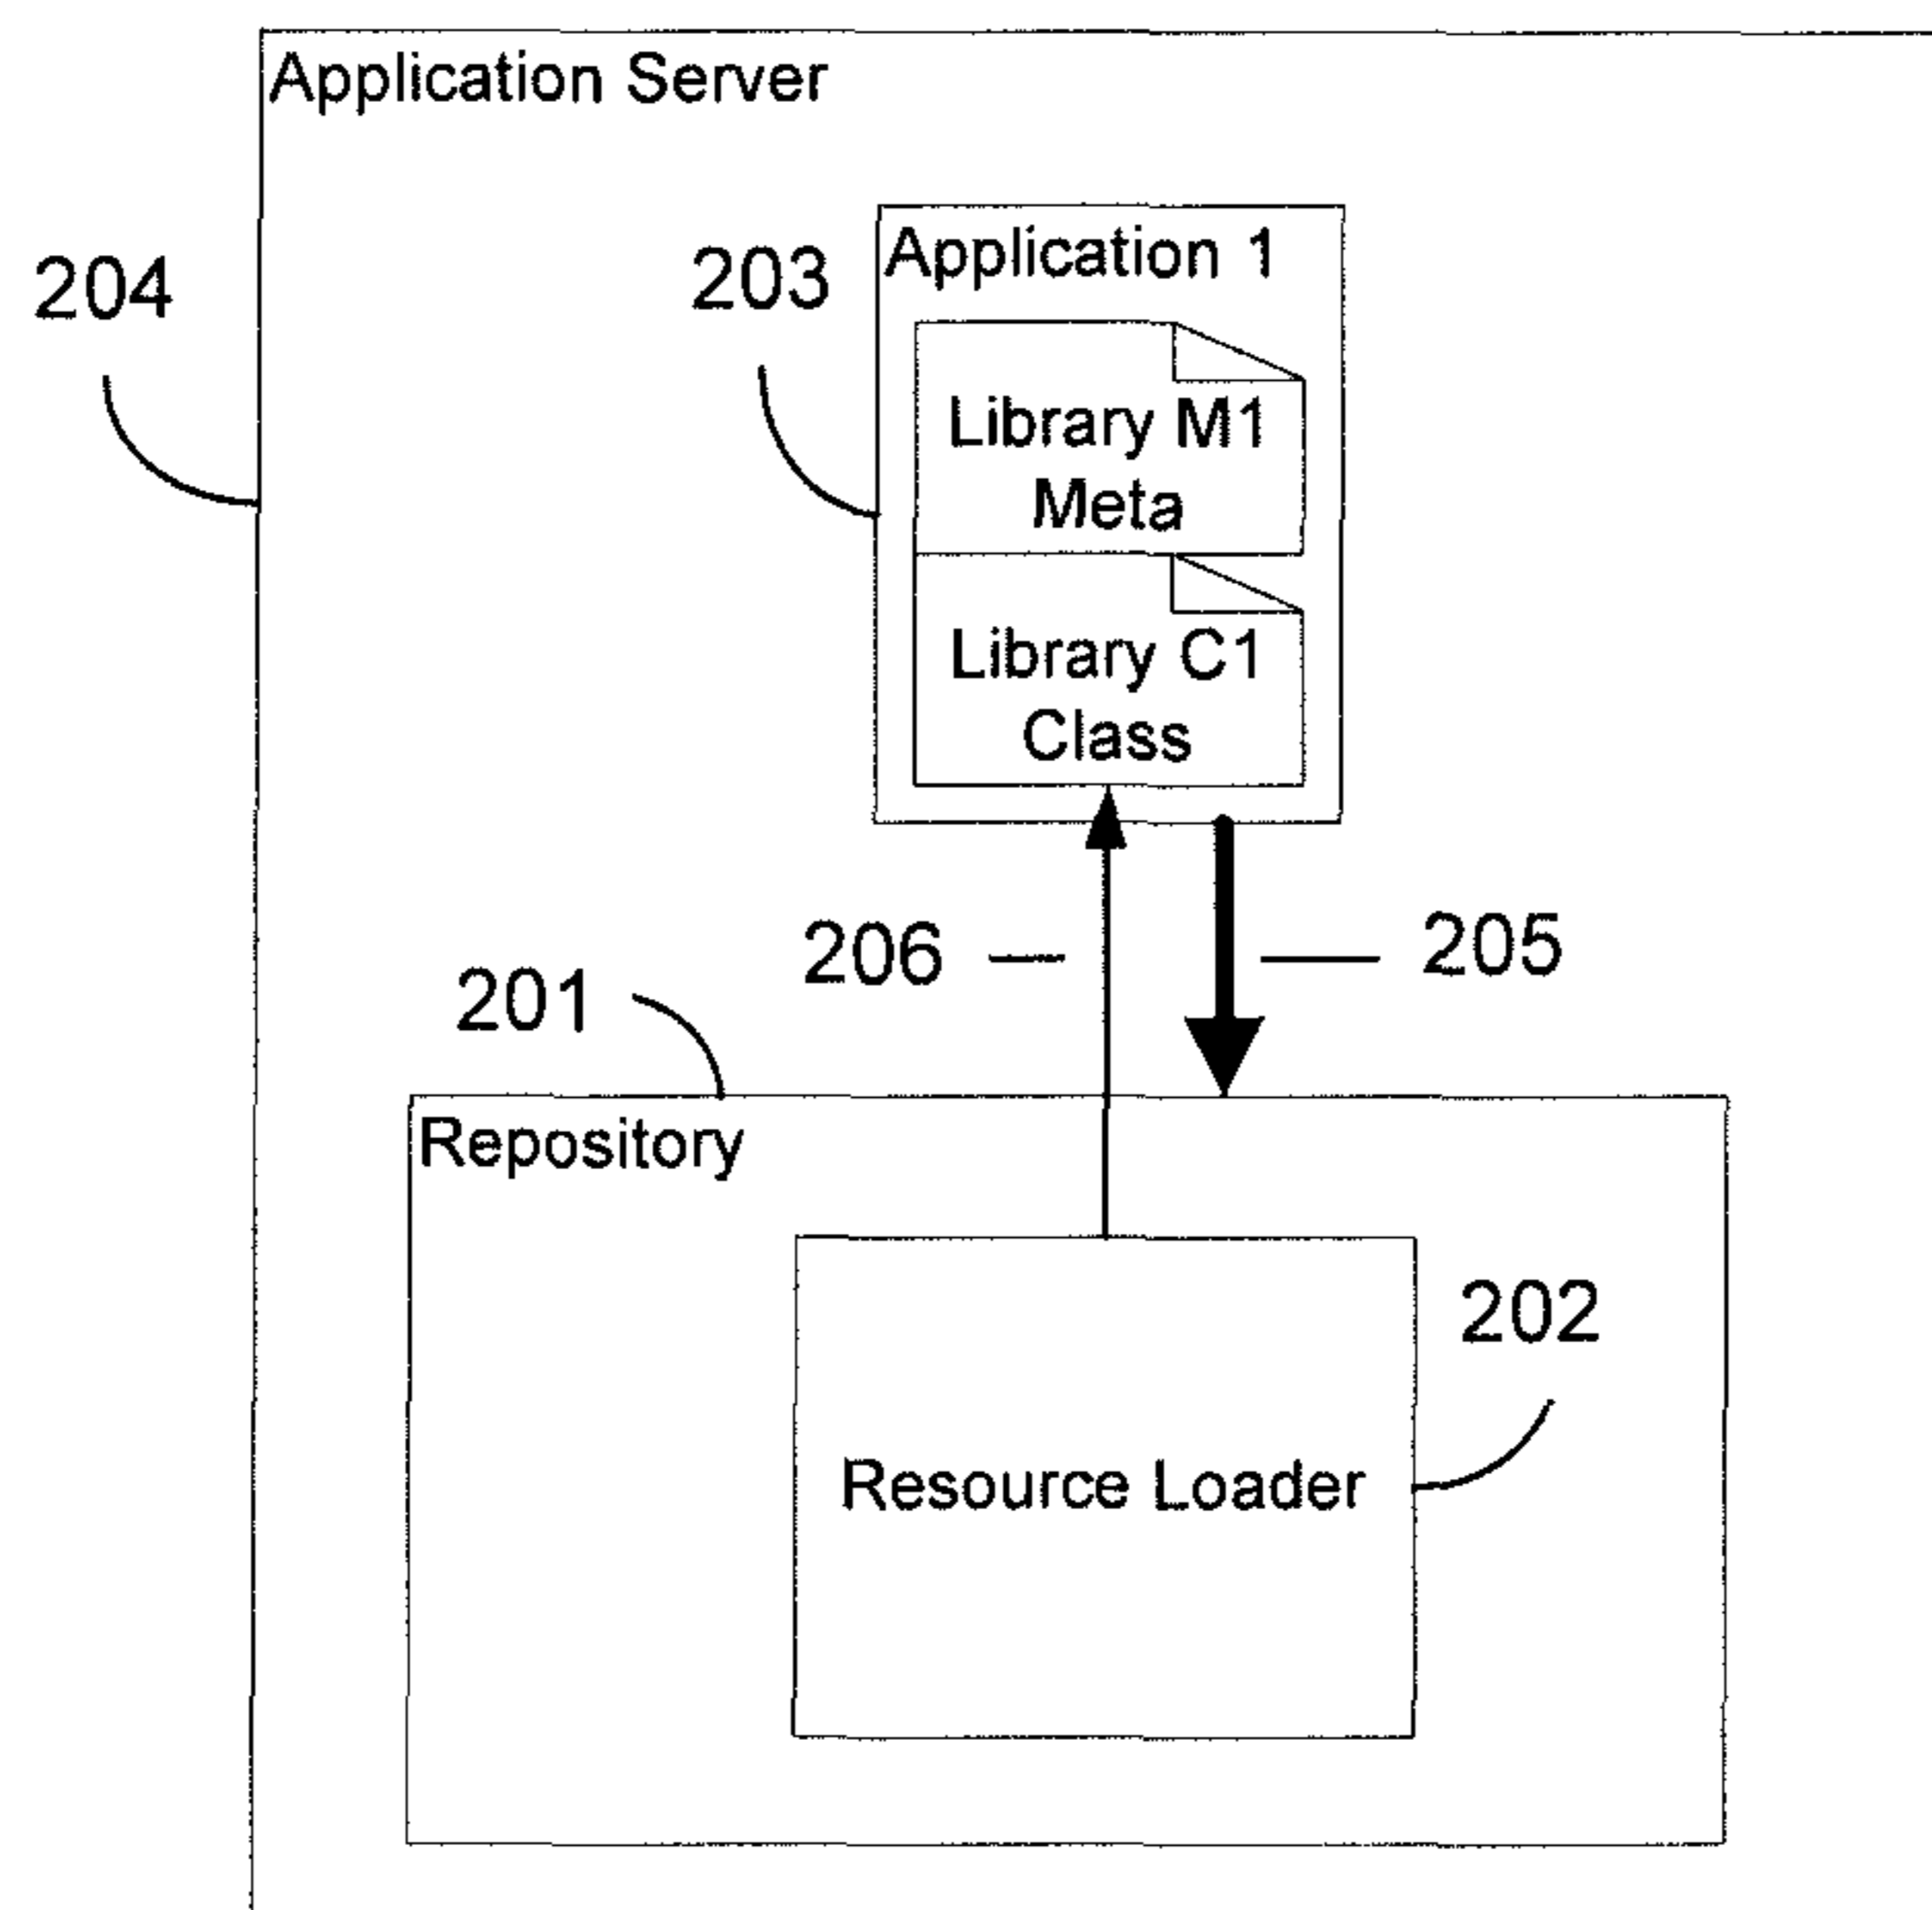 Application Server
204
203
Application 1
Library M1
Meta
Library C1
Class
206
205
201
Repository
202
Resource Loader